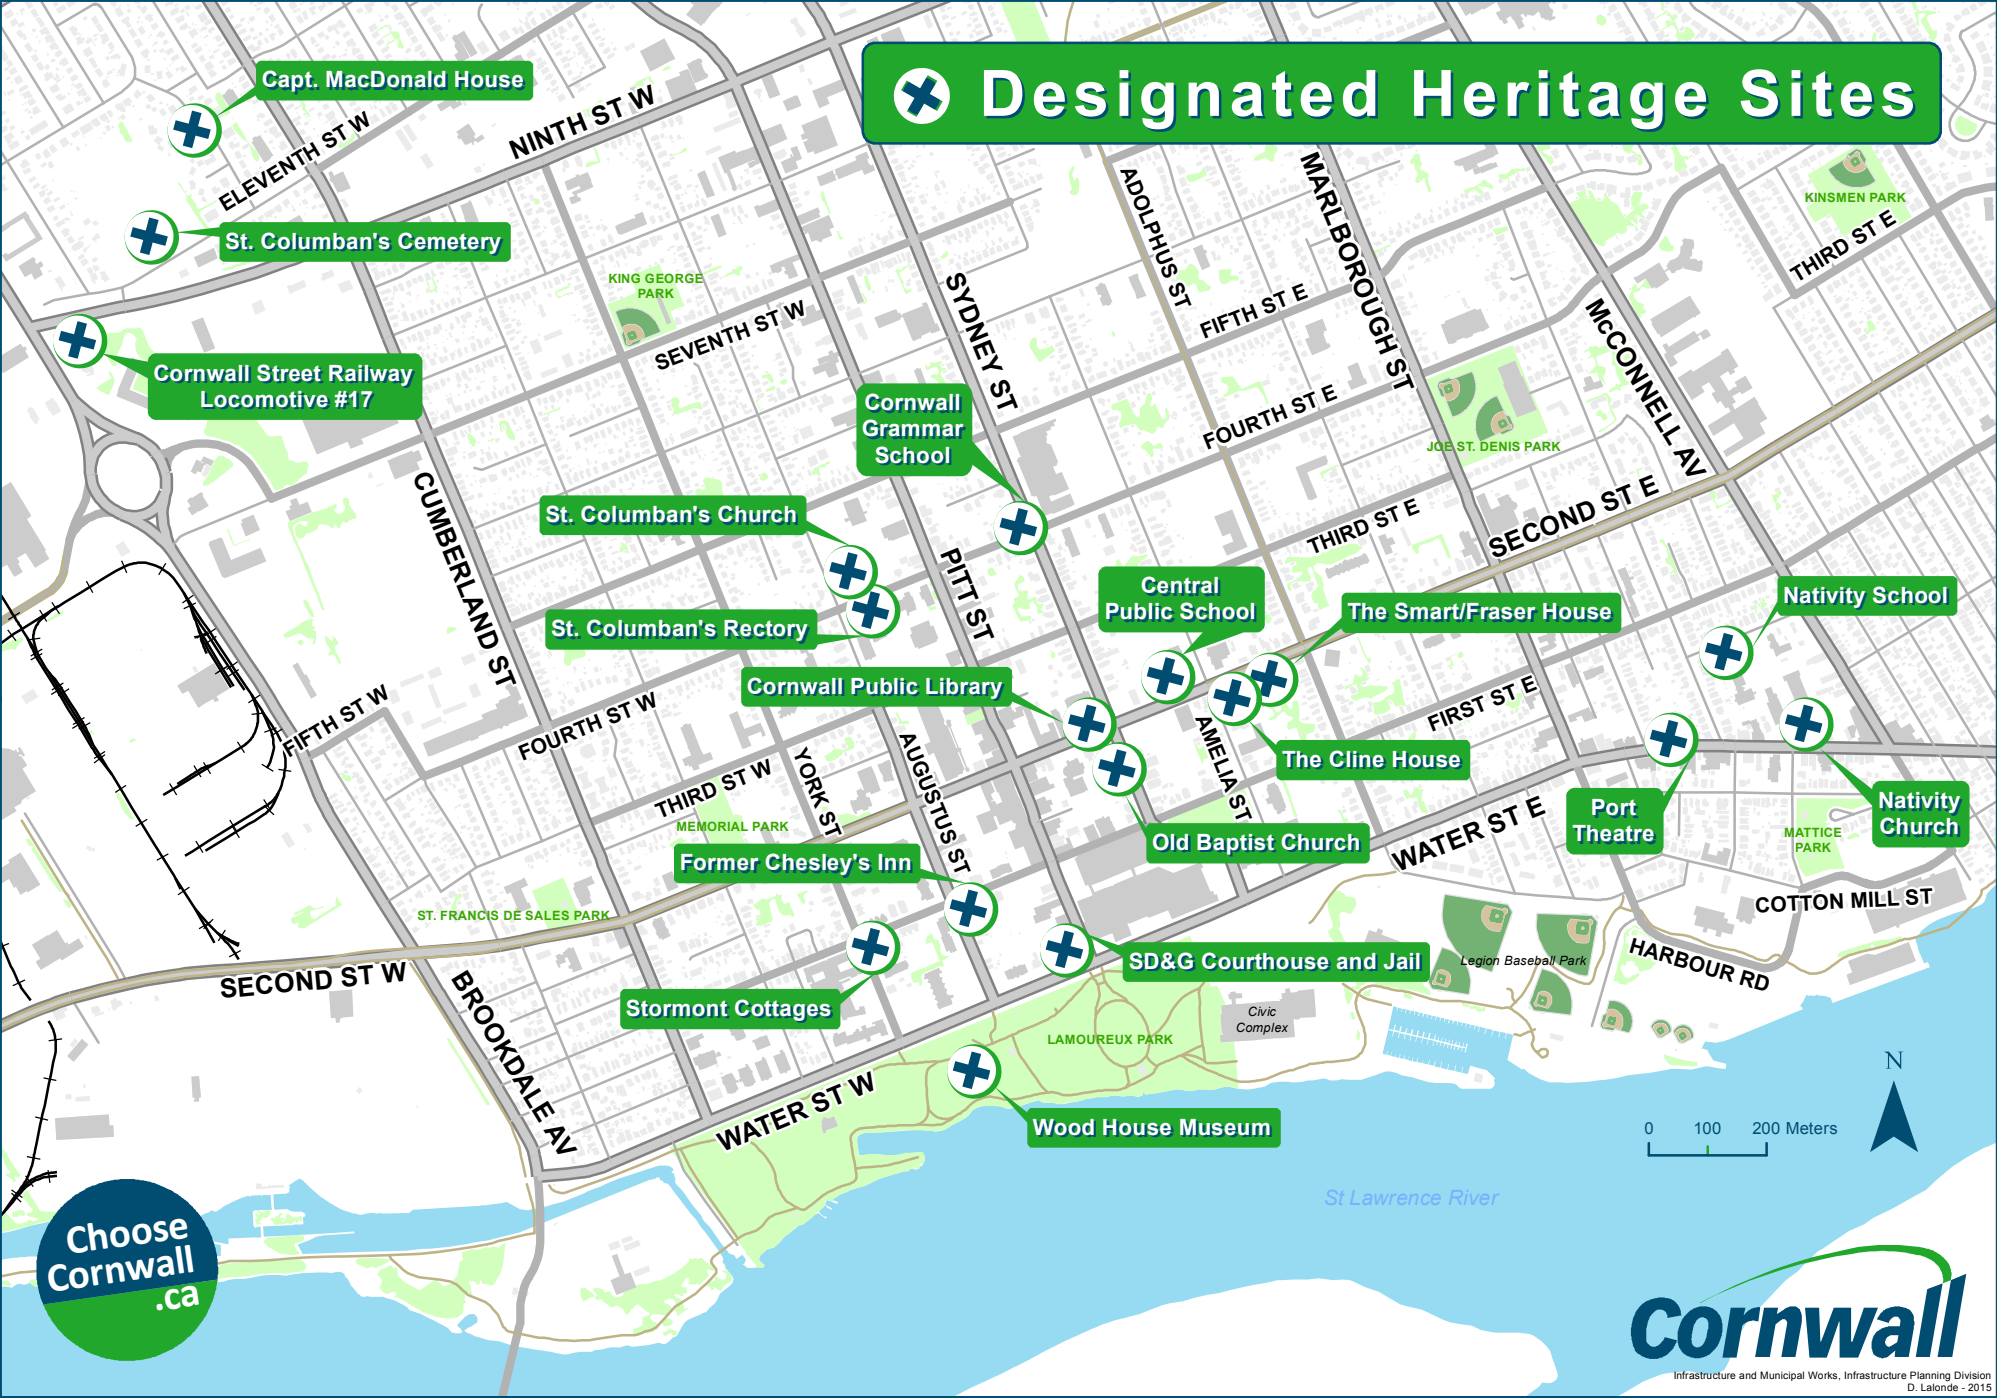 Designated Heritage Sites
Capt. MacDonald House
ELEVENTH ST W
NINTH ST W
St. Columban's Cemetery
KINSMEN PARK
THIRD ST E
ADOLPHUS ST
MARLBOROUGH ST
KING GEORGE
PARK
SEVENTH ST W
SYDNEY ST
FIFTH ST E
McCONNELL AV
Cornwall Street Railway
Locomotive #17
Cornwall
Grammar
School
FOURTH ST E
JOE ST. DENIS PARK
CUMBERLAND ST
St. Columban's Church
THIRD ST E
SECOND ST E
PITT ST
Central
Public School
The Smart/Fraser House
Nativity School
St. Columban's Rectory
Cornwall Public Library
FIFTH ST W
FOURTH ST W
FIRST ST E
AMELIA ST
The Cline House
YORK ST
AUGUSTUS ST
THIRD ST W
MEMORIAL PARK
Port
Theatre
Nativity
Church
MATTICE
PARK
Old Baptist Church
WATER ST E
Former Chesley's Inn
ST. FRANCIS DE SALES PARK
COTTON MILL ST
SECOND ST W
BROOKDALE AV
SD&G Courthouse and Jail
Legion Baseball Park
HARBOUR RD
Stormont Cottages
Civic
Complex
LAMOUREUX PARK
WATER ST W
Wood House Museum
N
0 100 200 Meters
St Lawrence River
Choose
Cornwall
.ca
Cornwall
Infrastructure and Municipal Works, Infrastructure Planning Division
D. Lalonde - 2015